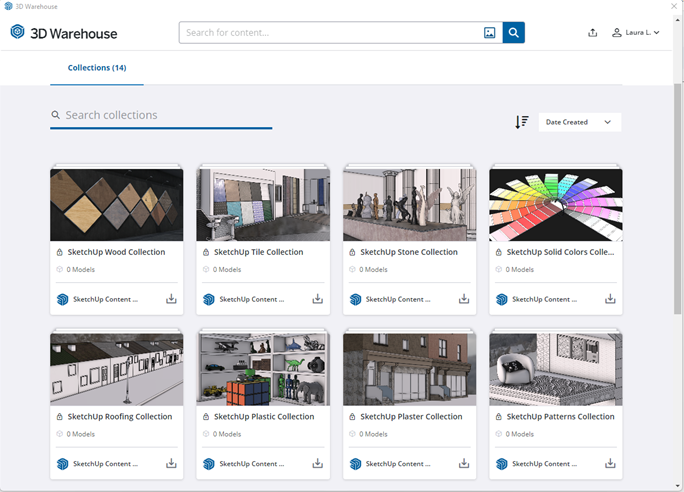 3D Warehouse
3D Warehouse
Search for content...
Laura L.
Collections (14)
Search collections
Date Created
SketchUp Wood Collection
0 Models
SketchUp Content ...
SketchUp Tile Collection
0 Models
SketchUp Content ...
SketchUp Stone Collection
0 Models
SketchUp Content ...
SketchUp Solid Colors Colle...
0 Models
SketchUp Content ...
SketchUp Roofing Collection
0 Models
SketchUp Content ...
SketchUp Plastic Collection
0 Models
SketchUp Content ...
SketchUp Plaster Collection
0 Models
SketchUp Content ...
SketchUp Patterns Collection
0 Models
SketchUp Content ...